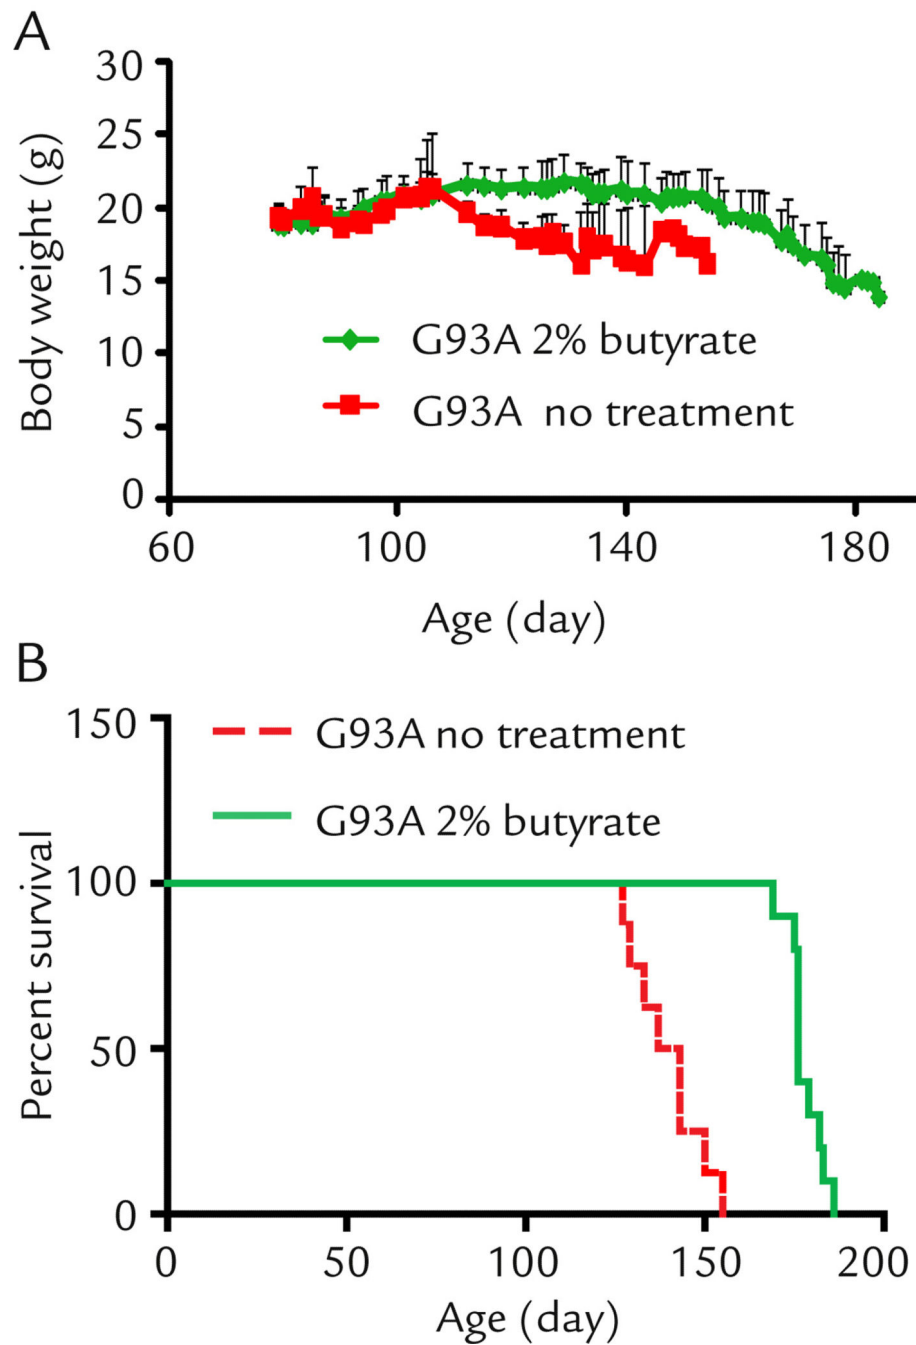 A
30
25
20
15
10
5
0
Body weight (g)
G93A 2% butyrate
G93A no treatment
60 100 140 180
Age (day)
B
150
100
50
0
Percent survival
G93A no treatment
G93A 2% butyrate
0 50 100 150 200
Age (day)